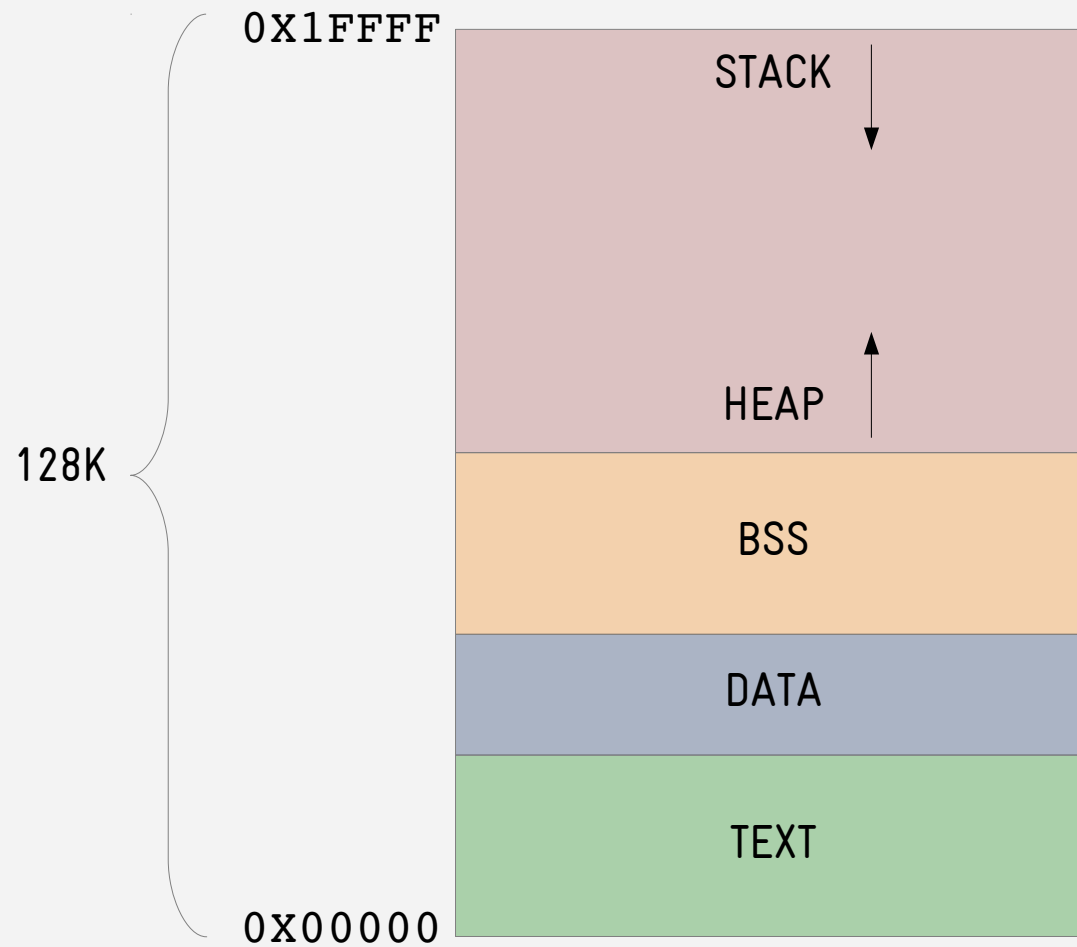 0X1FFFF
STACK
HEAP
128K
BSS
DATA
TEXT
0X00000